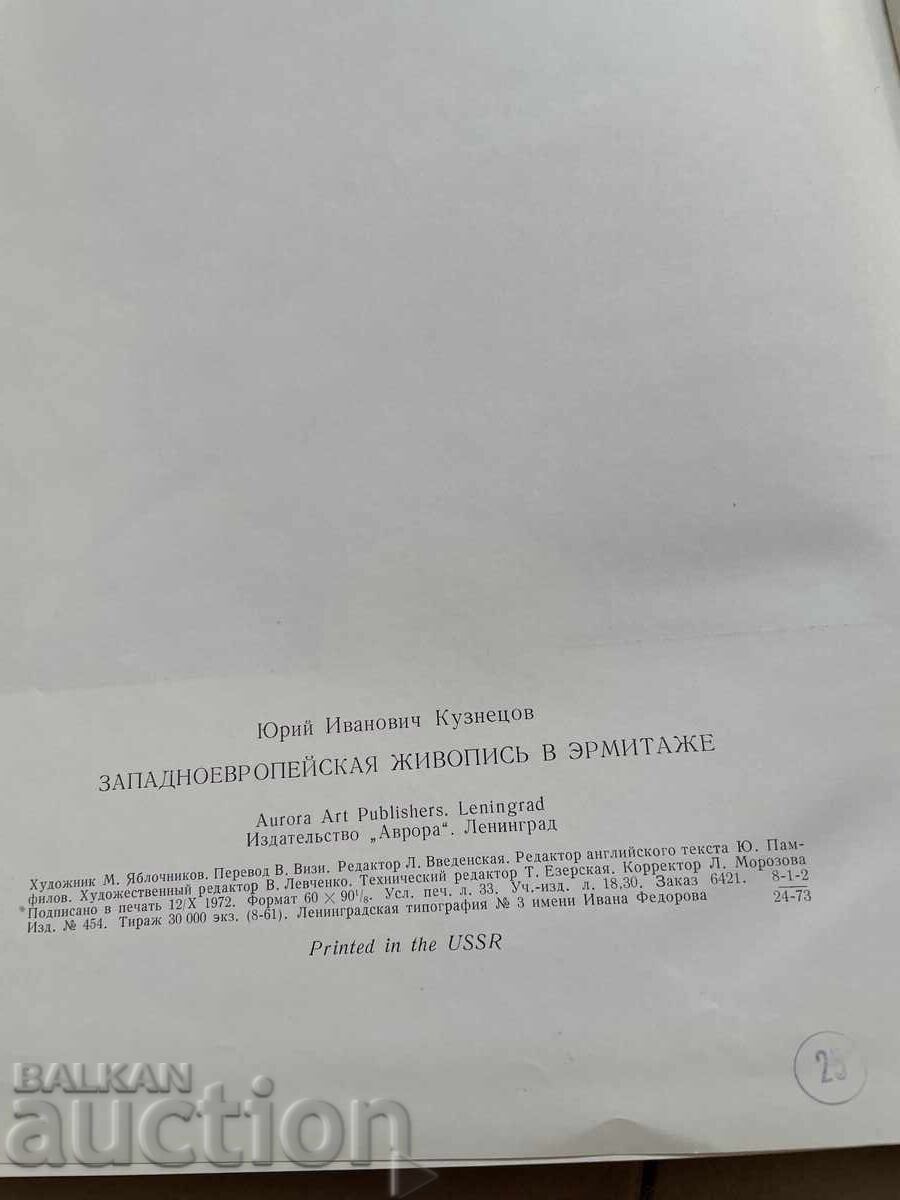 Юрий Иванович Кузнецов
ЗАПАДНОЕВРОПЕЙСКАЯ ЖИВОПИСЬ В ЭРМИТАЖЕ
Aurora Art Publishers. Leningrad
Издательство „Аврора“. Ленинград
Художник М. Яблочников. Перевод В. Визи. Редактор Л. Введенская. Редактор английского текста Ю. Пам-
филов. Художественный редактор В. Левченко. Технический редактор Т. Езерская. Корректор Л. Морозова
Подписано в печать 12/X 1972. Формат 60 × 90 1/8. Усл. печ. л. 33. Уч.-изд. л. 18,30. Заказ 6421. 8-1-2
Изд. № 454. Тираж 30 000 экз. (8-61). Ленинградская типография № 3 имени Ивана Федорова 24-73
Printed in the USSR
25
BALKAN
auction